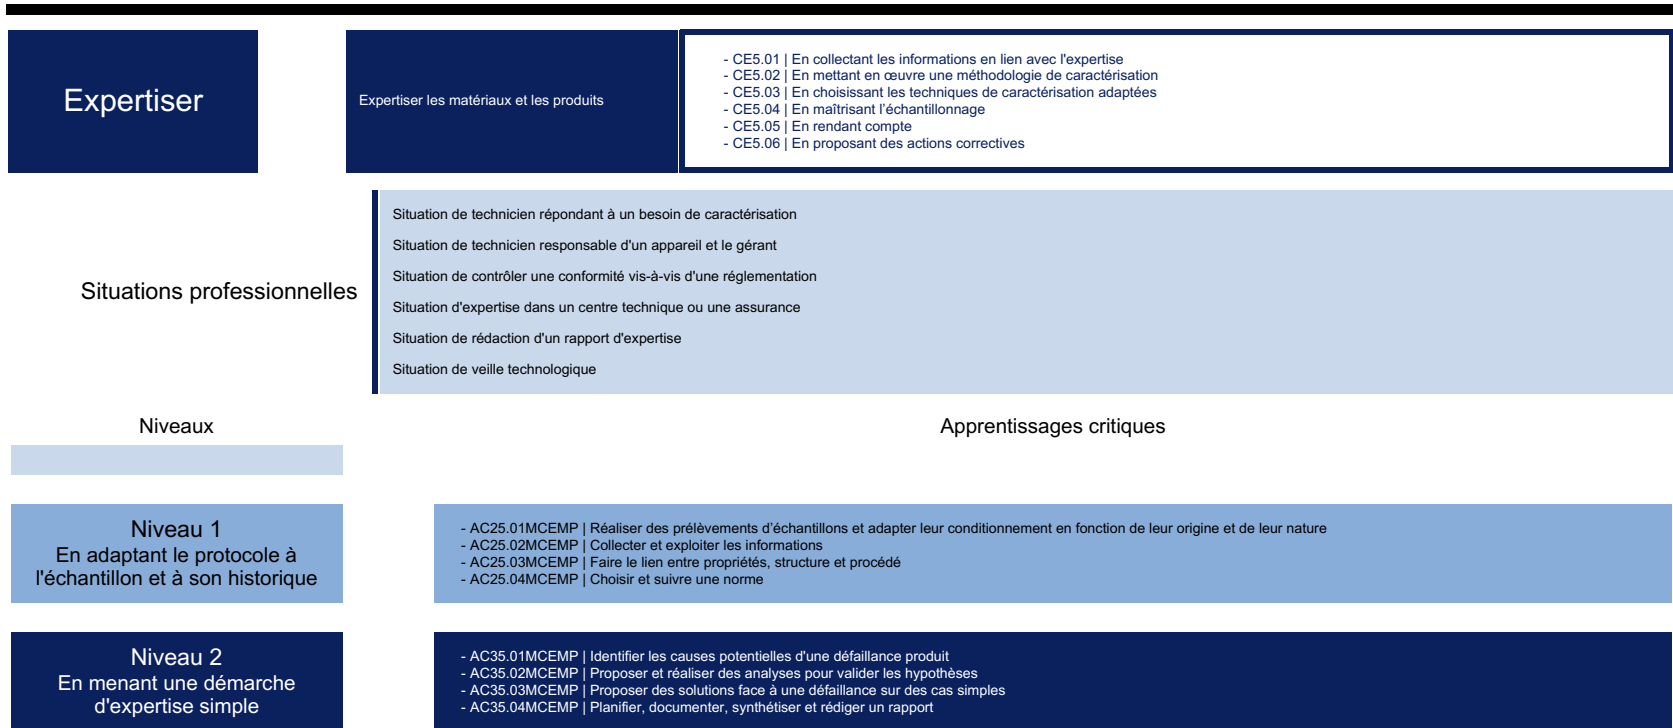 Expertiser
Expertiser les matériaux et les produits
- CE5.01 | En collectant les informations en lien avec l'expertise
- CE5.02 | En mettant en œuvre une méthodologie de caractérisation
- CE5.03 | En choisissant les techniques de caractérisation adaptées
- CE5.04 | En maîtrisant l’échantillonnage
- CE5.05 | En rendant compte
- CE5.06 | En proposant des actions correctives
Situations professionnelles
Situation de technicien répondant à un besoin de caractérisation
Situation de technicien responsable d'un appareil et le gérant
Situation de contrôler une conformité vis-à-vis d'une réglementation
Situation d'expertise dans un centre technique ou une assurance
Situation de rédaction d'un rapport d'expertise
Situation de veille technologique
Niveaux
Apprentissages critiques
Niveau 1
En adaptant le protocole à
l'échantillon et à son historique
- AC25.01MCEMP | Réaliser des prélèvements d’échantillons et adapter leur conditionnement en fonction de leur origine et de leur nature
- AC25.02MCEMP | Collecter et exploiter les informations
- AC25.03MCEMP | Faire le lien entre propriétés, structure et procédé
- AC25.04MCEMP | Choisir et suivre une norme
Niveau 2
En menant une démarche
d'expertise simple
- AC35.01MCEMP | Identifier les causes potentielles d'une défaillance produit
- AC35.02MCEMP | Proposer et réaliser des analyses pour valider les hypothèses
- AC35.03MCEMP | Proposer des solutions face à une défaillance sur des cas simples
- AC35.04MCEMP | Planifier, documenter, synthétiser et rédiger un rapport